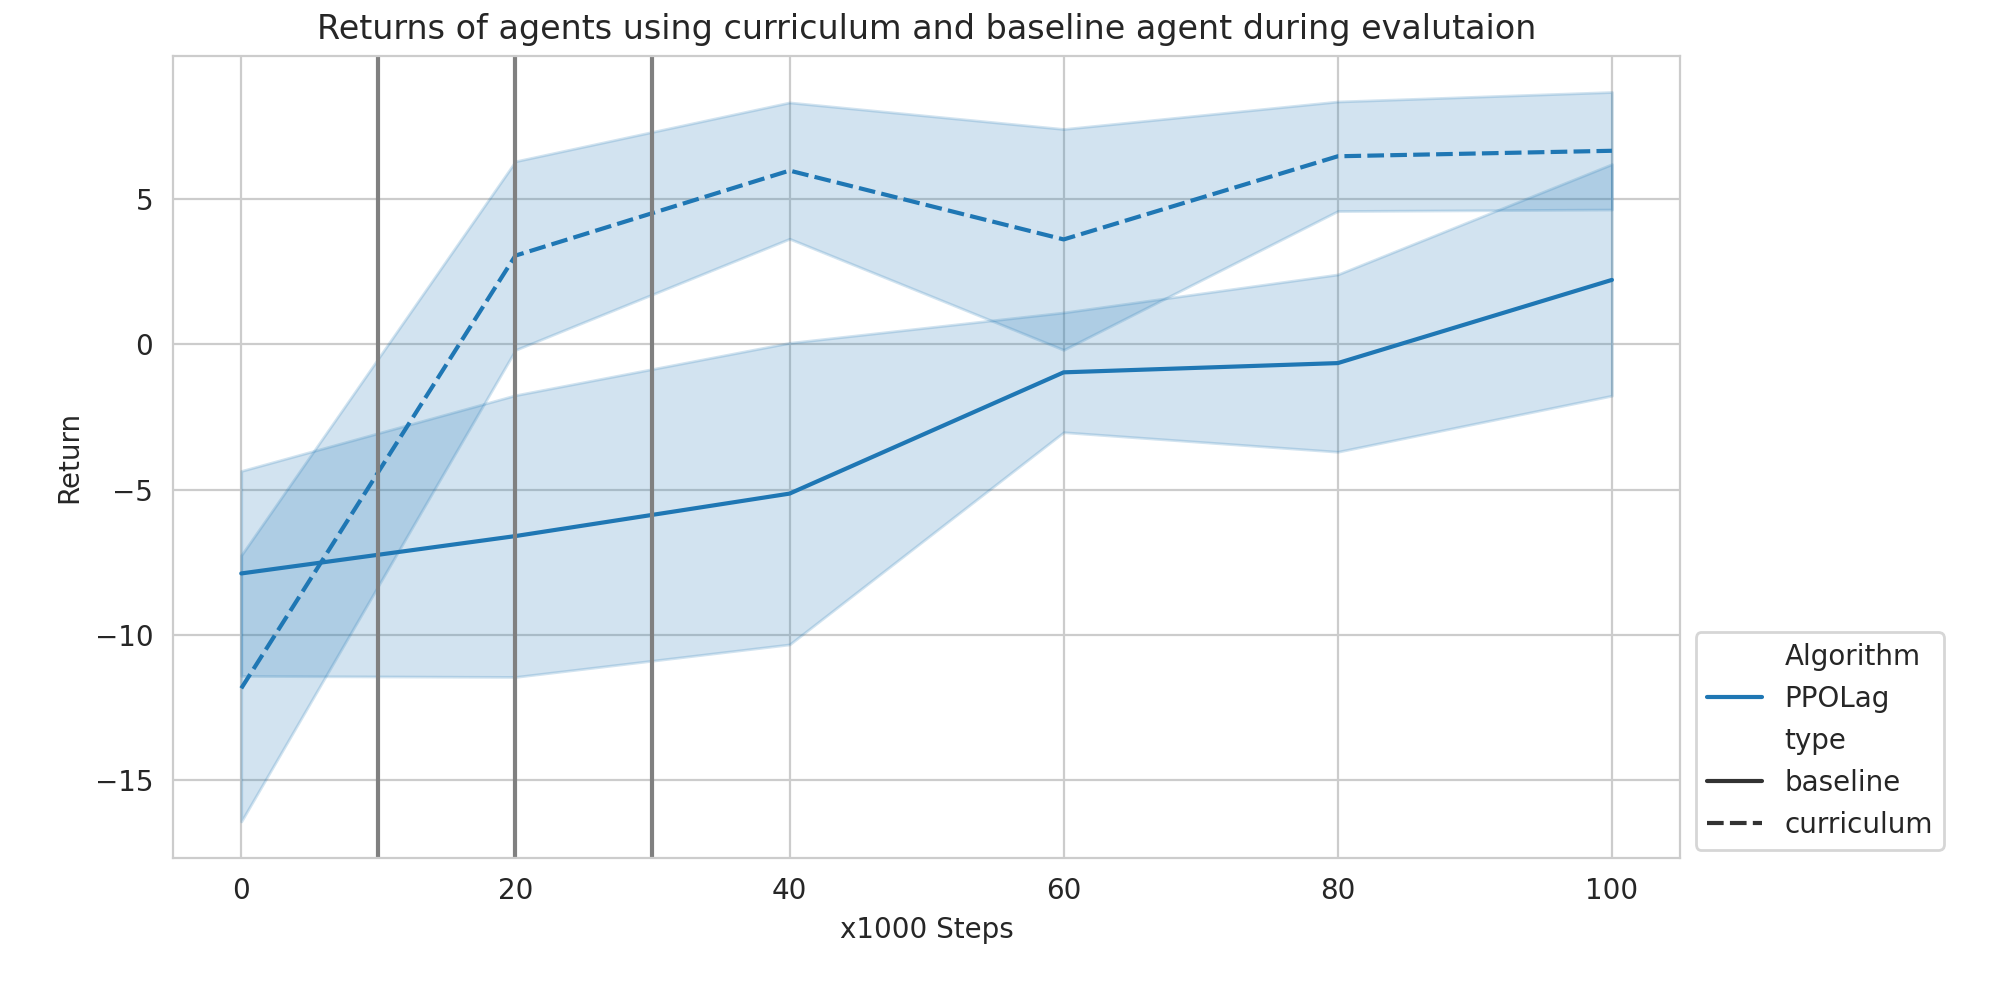 Returns of agents using curriculum and baseline agent during evalutaion
5
0
−5
−10
−15
Return
0 20 40 60 80 100
x1000 Steps
Algorithm
PPOLag
type
baseline
curriculum